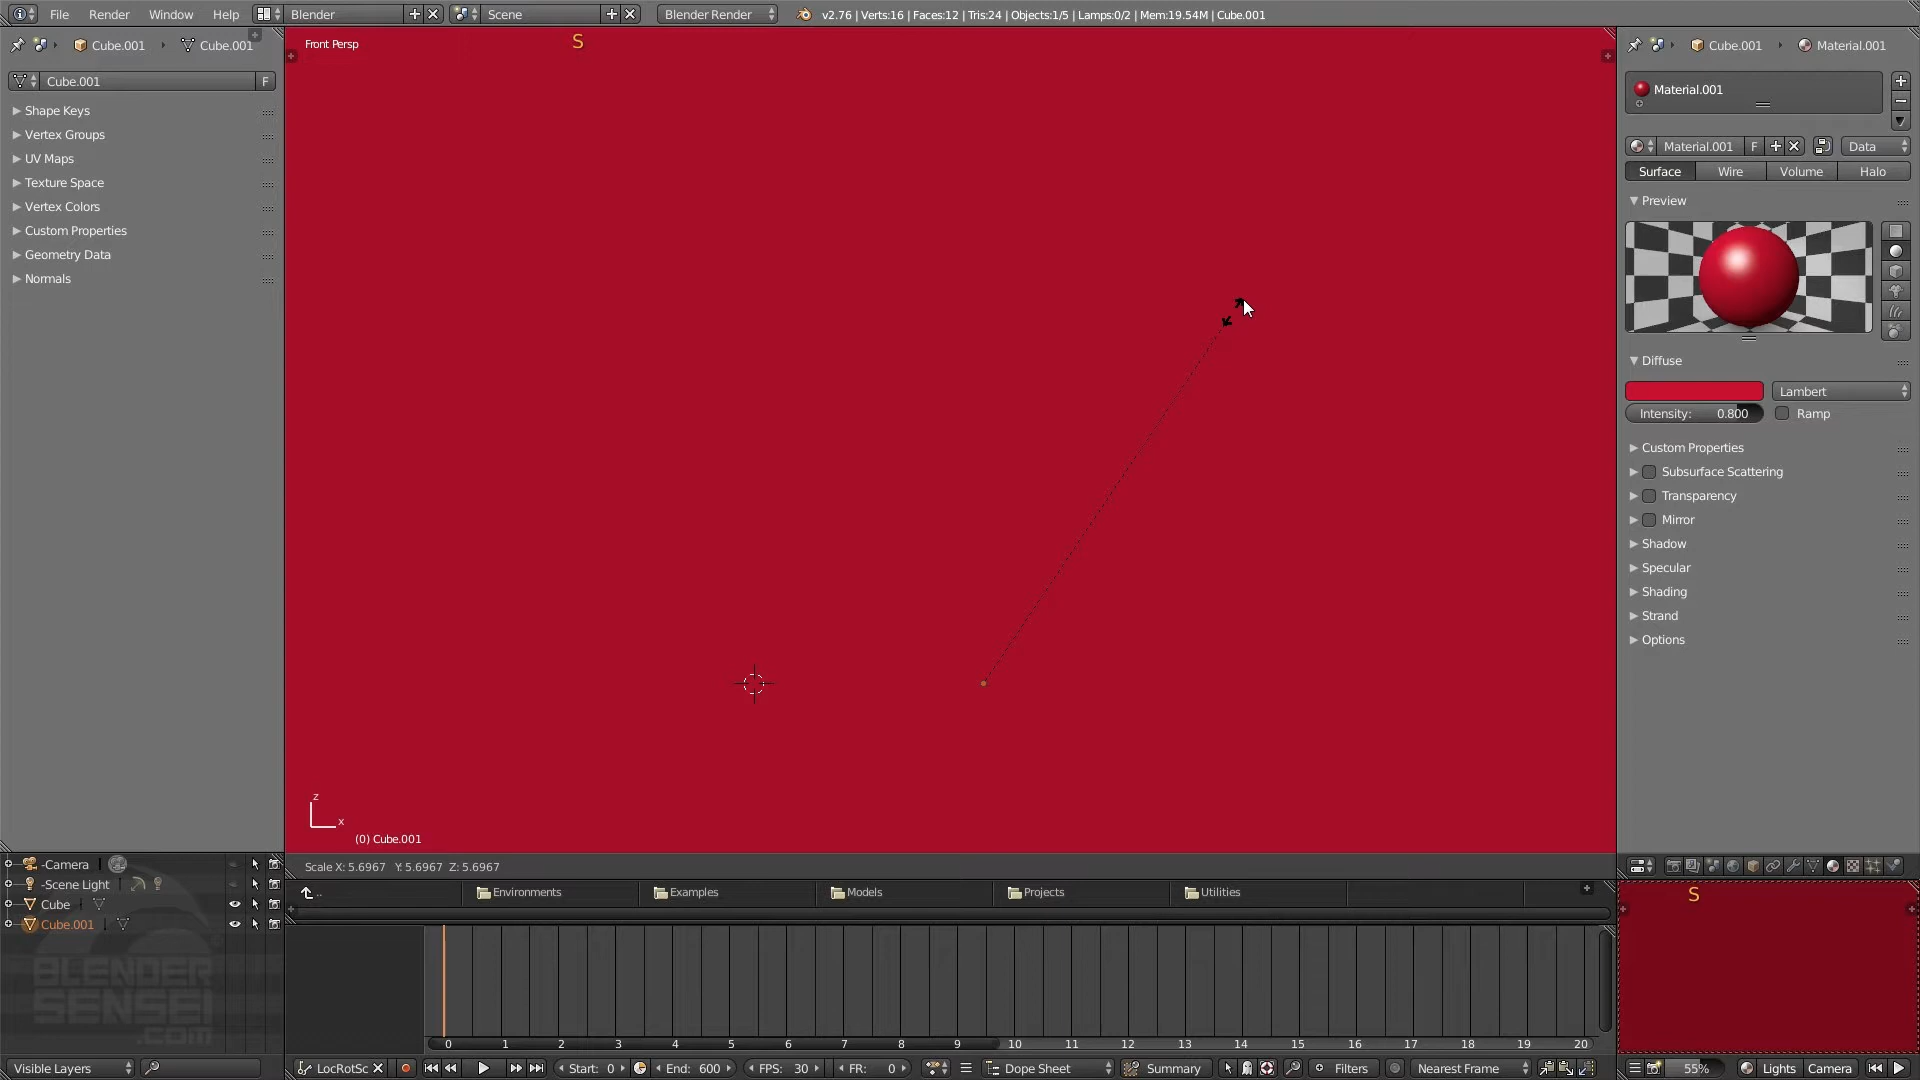 File Render Window Help Blender Scene Blender Render v2.76 | Verts:16 | Faces:12 | Tris:24 | Objects:1/5 | Lamps:0/2 | Mem:19.54M | Cube.001
Cube.001 Cube.001
Cube.001 F
Shape Keys
Vertex Groups
UV Maps
Texture Space
Vertex Colors
Custom Properties
Geometry Data
Normals
Front Persp
S
z
x
(0) Cube.001
Scale X: 5.6967 Y: 5.6967 Z: 5.6967
Cube.001 Material.001
Material.001
Material.001 F Data
Surface Wire Volume Halo
Preview
Diffuse
Lambert
Intensity: 0.800 Ramp
Custom Properties
Subsurface Scattering
Transparency
Mirror
Shadow
Specular
Shading
Strand
Options
-Camera
-Scene Light
Cube
Cube.001
BLENDER
SENSEI
.COM
.. Environments Examples Models Projects Utilities
S
0 1 2 3 4 5 6 7 8 9 10 11 12 13 14 15 16 17 18 19 20
Visible Layers LocRotSc Start: 0 End: 600 FPS: 30 FR: 0 Dope Sheet Summary Filters Nearest Frame 55% Lights Camera